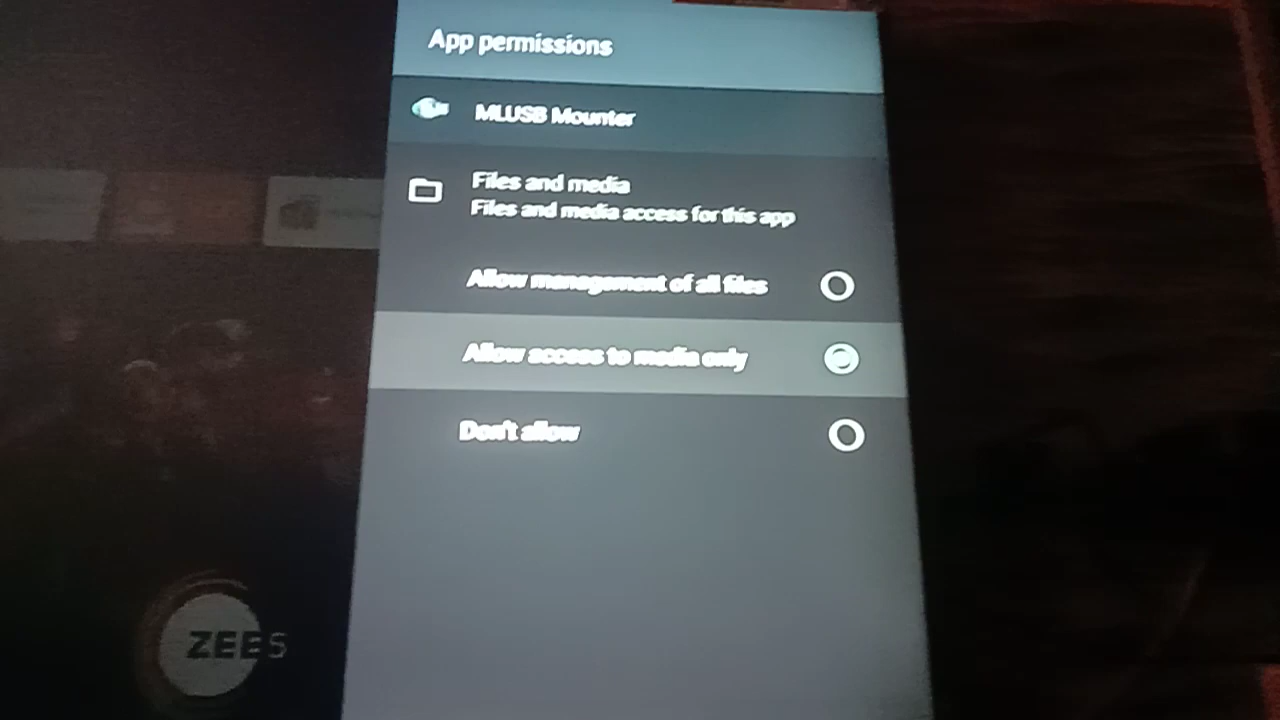 App permissions
MLUSB Mounter
Files and media
Files and media access for this app
Allow management of all files
Allow access to media only
Don't allow
ZEE5